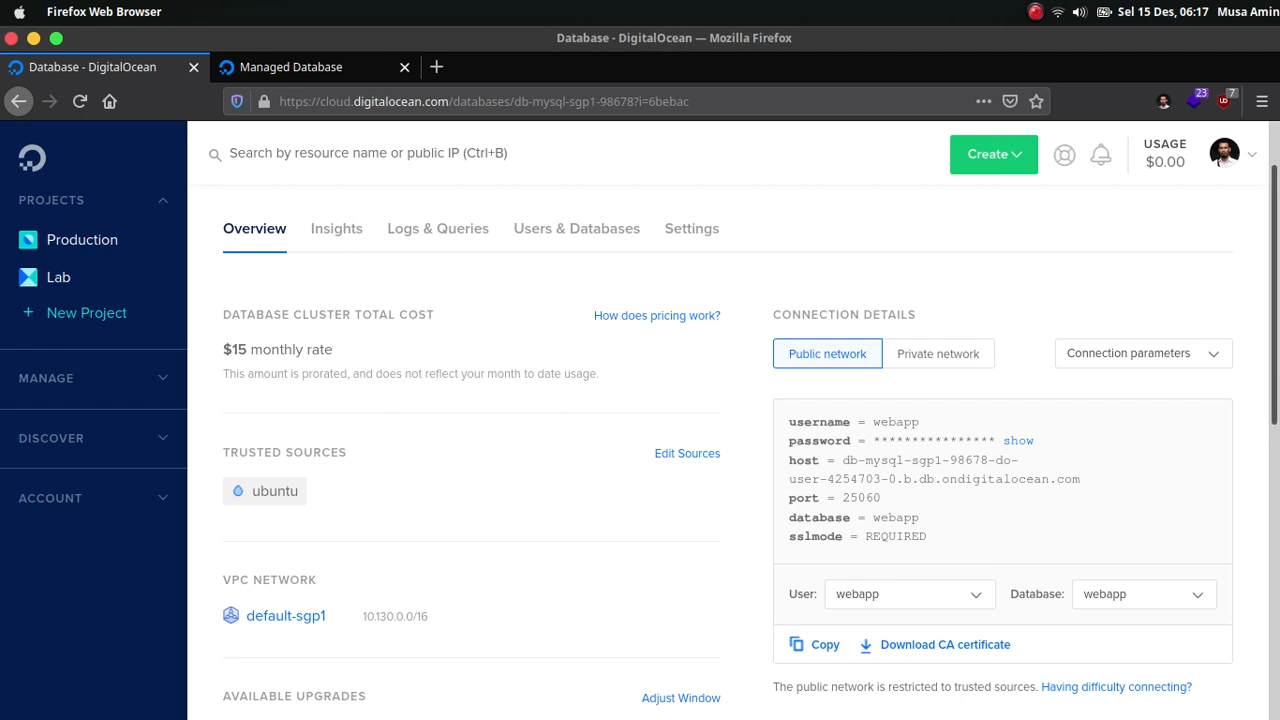 Firefox Web Browser
Sel 15 Des, 06:17 Musa Amin
Database - DigitalOcean — Mozilla Firefox
Database - DigitalOcean
Managed Database
https://cloud.digitalocean.com/databases/db-mysql-sgp1-98678?i=6bebac
23
7
Search by resource name or public IP (Ctrl+B)
Create
USAGE
$0.00
PROJECTS
Production
Lab
+ New Project
MANAGE
DISCOVER
ACCOUNT
Overview Insights Logs & Queries Users & Databases Settings
DATABASE CLUSTER TOTAL COST
How does pricing work?
$15 monthly rate
This amount is prorated, and does not reflect your month to date usage.
TRUSTED SOURCES
Edit Sources
ubuntu
VPC NETWORK
default-sgp1
10.130.0.0/16
AVAILABLE UPGRADES
Adjust Window
CONNECTION DETAILS
Public network
Private network
Connection parameters
username = webapp
password = **************** show
host = db-mysql-sgp1-98678-do-
user-4254703-0.b.db.ondigitalocean.com
port = 25060
database = webapp
sslmode = REQUIRED
User: webapp
Database: webapp
Copy
Download CA certificate
The public network is restricted to trusted sources. Having difficulty connecting?